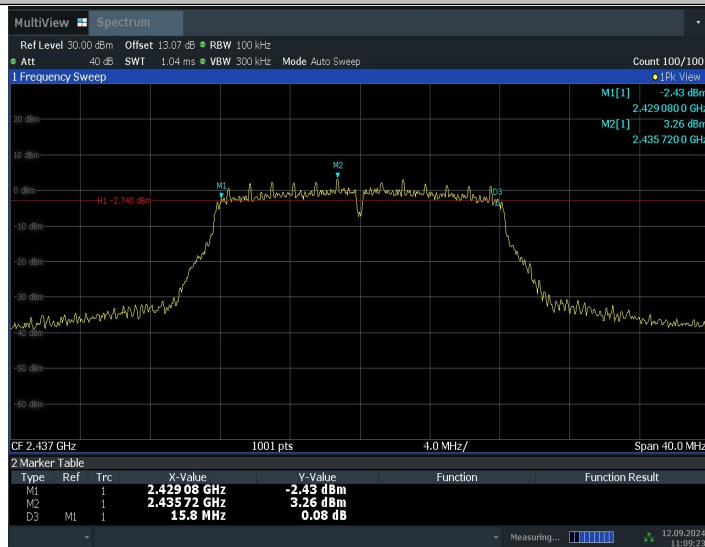 MultiView Spectrum
Ref Level 30.00 dBm Offset 13.07 dB RBW 100 kHz
Att 40 dB SWT 1.04 ms VBW 300 kHz Mode Auto Sweep Count 100/100
1 Frequency Sweep 1Pk View
M1[1] -2.43 dBm
2.429 080 0 GHz
M2[1] 3.26 dBm
2.435 720 0 GHz
20 dBm
10 dBm
M2
M1
D3
0 dBm
H1 -2.740 dBm
-10 dBm
-20 dBm
-30 dBm
-40 dBm
-50 dBm
-60 dBm
CF 2.437 GHz 1001 pts 4.0 MHz/ Span 40.0 MHz
2 Marker Table
Type Ref Trc X-Value Y-Value Function Function Result
M1 1 2.429 08 GHz -2.43 dBm
M2 1 2.435 72 GHz 3.26 dBm
D3 M1 1 15.8 MHz 0.08 dB
Measuring... 12.09.2024
11:09:23